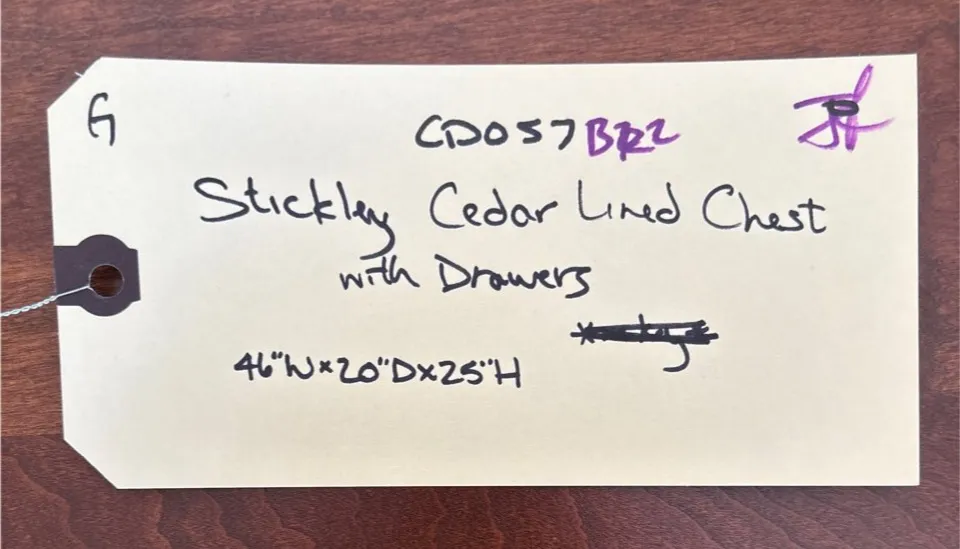 G
CD057BR2
Stickley Cedar Lined Chest
with Drawers
46"W×20"D×25"H